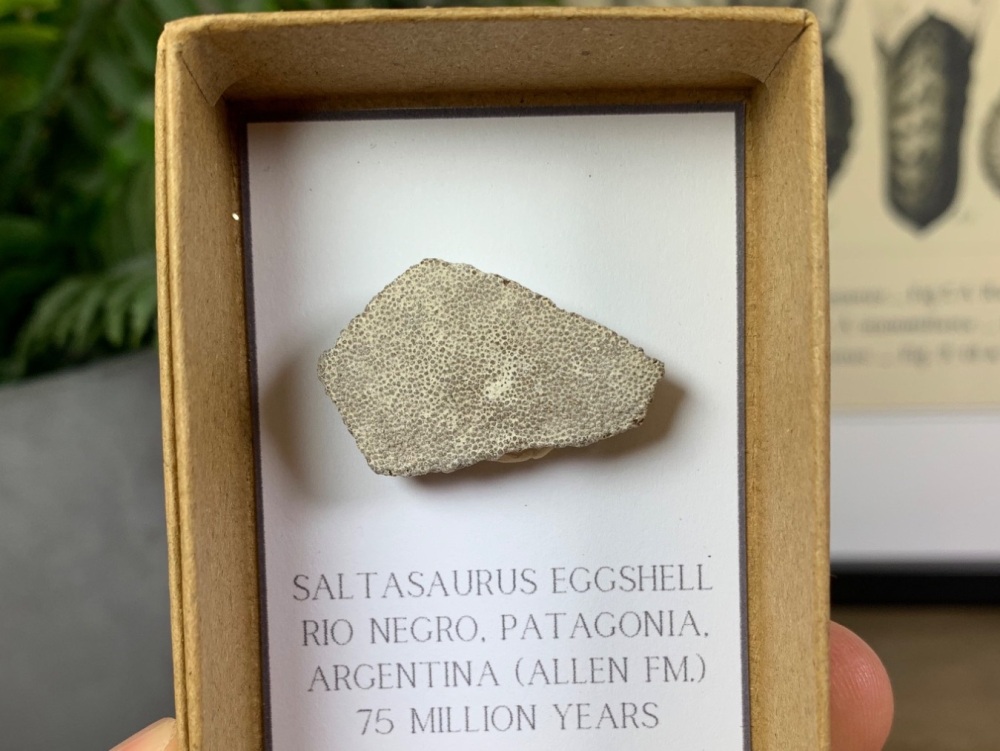 SALTASAURUS EGGSHELL
RIO NEGRO, PATAGONIA,
ARGENTINA (ALLEN FM.)
75 MILLION YEARS